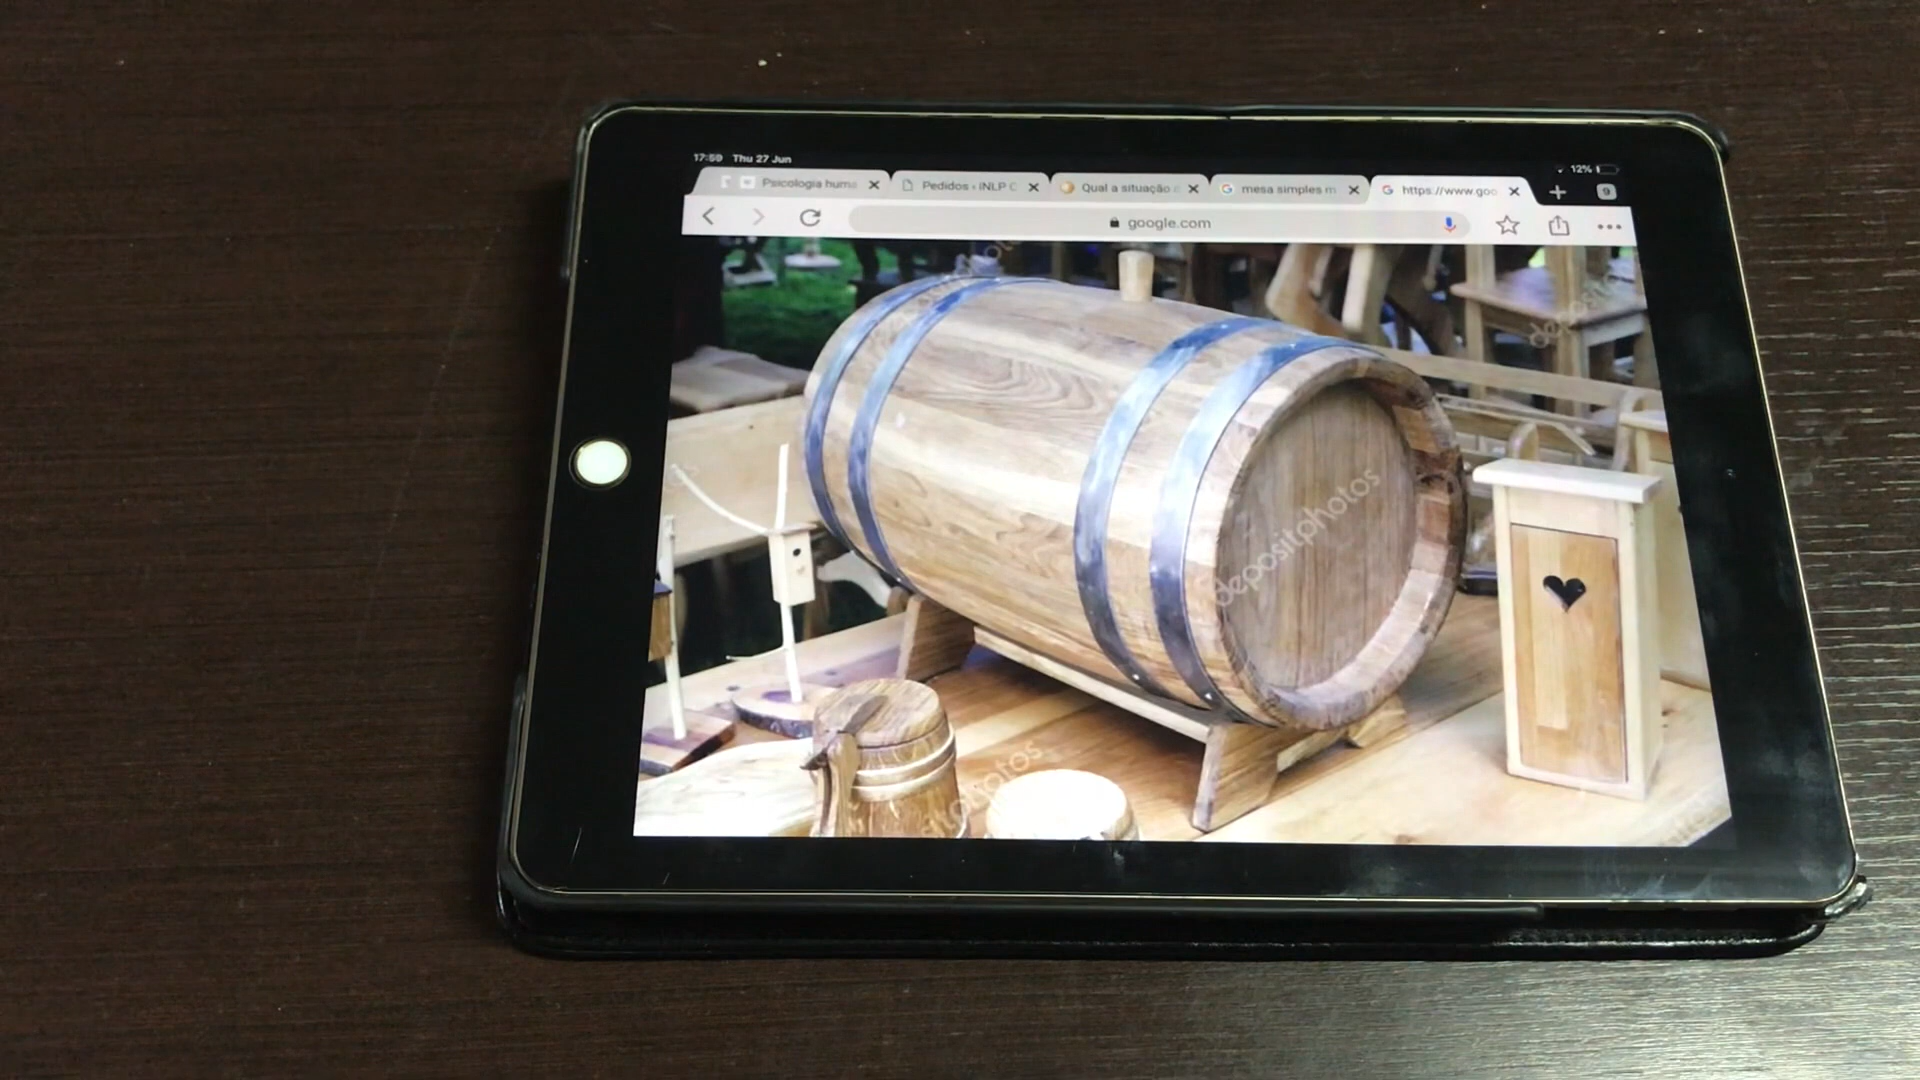 17:59 Thu 27 Jun
12%
Psicologia huma
Pedidos ‹ INLP C
Qual a situação
mesa simples m
https://www.goo
9
google.com
depositphotos
depositphotos